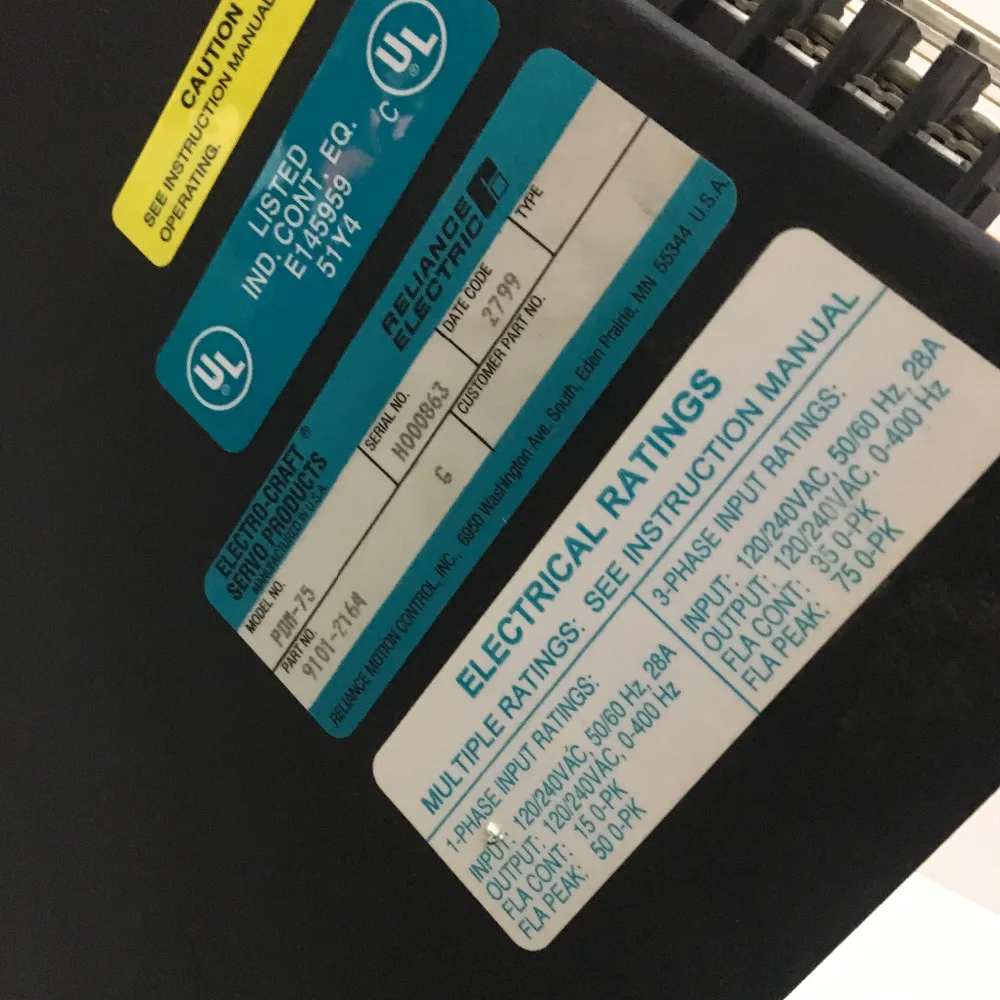 CAUTION
SEE INSTRUCTION MANUAL
OPERATING.
UL
®
LISTED
IND. CONT. EQ.
E145959
51Y4
C
UL
®
ELECTRO-CRAFT ®
SERVO PRODUCTS
MANUFACTURED IN U.S.A.
RELIANCE
ELECTRIC
MODEL NO.
PDM-75
SERIAL NO.
H000863
DATE CODE
2799
TYPE
PART NO.
9101-2164
G
CUSTOMER PART NO.
RELIANCE MOTION CONTROL, INC., 6950 Washington Ave. South, Eden Prairie, MN 55344 U.S.A.
ELECTRICAL RATINGS
MULTIPLE RATINGS: SEE INSTRUCTION MANUAL
1-PHASE INPUT RATINGS:
INPUT: 120/240VAC, 50/60 Hz, 28A
OUTPUT: 120/240VAC, 0-400 Hz
FLA CONT: 15 0-PK
FLA PEAK: 50 0-PK
3-PHASE INPUT RATINGS:
INPUT: 120/240VAC, 50/60 Hz, 28A
OUTPUT: 120/240VAC, 0-400 Hz
FLA CONT: 35 0-PK
FLA PEAK: 75 0-PK